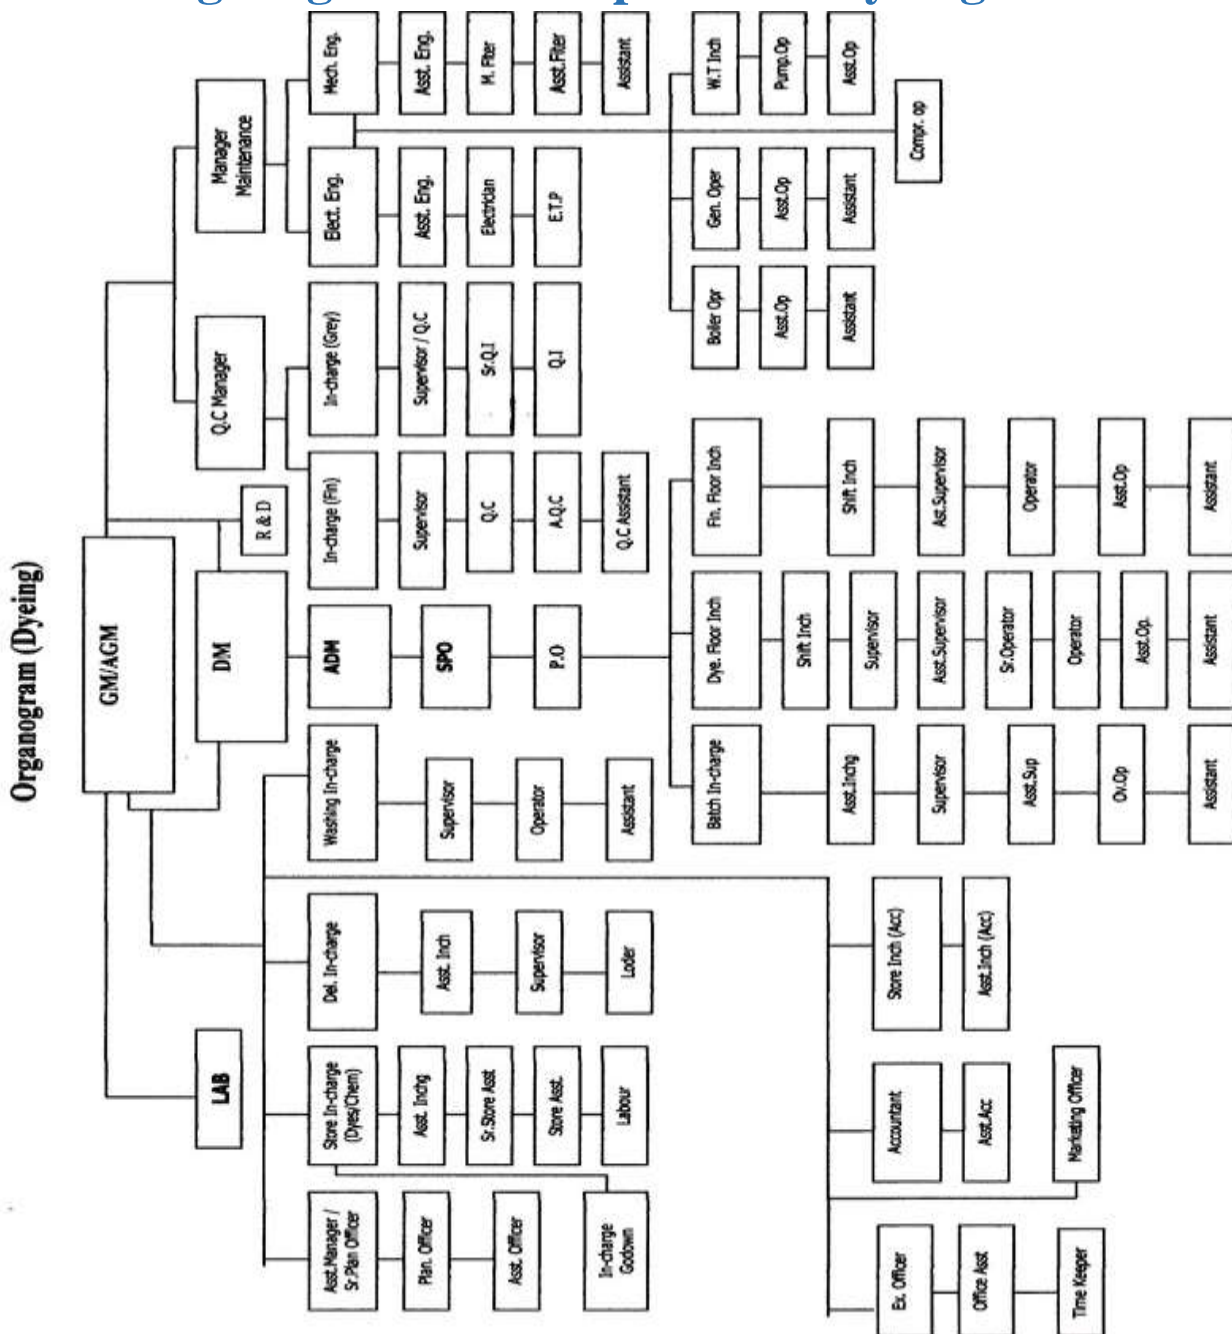 Organogram (Dyeing)
GM/AGM
LAB
DM
R & D
Q.C Manager
Manager
Maintenance
Asst.Manager /
Sr.Plan Officer
Plan. Officer
Asst. Officer
Store In-charge
(Dyes/Chem)
Asst. Inchg
Sr.Store Asst
Store Asst.
Labour
In-charge
Godown
Del. In-charge
Asst. Inch
Supervisor
Loder
Washing In-charge
Supervisor
Operator
Assistant
ADM
SPO
P.O
In-charge (Fin)
Supervisor
Q.C
A.Q.C
Q.C Assistant
In-charge (Grey)
Supervisor / Q.C
Sr.Q.I
Q.I
Elect. Eng.
Asst. Eng.
Electrician
E.T.P
Mech. Eng.
Asst. Eng.
M. Fiter
Asst.Fiter
Assistant
Batch In-charge
Asst.Inchg
Supervisor
Asst.Sup
Ov.Op
Assistant
Dye. Floor Inch
Shift Inch
Supervisor
Asst.Supervisor
Sr.Operator
Operator
Asst.Op.
Assistant
Fin. Floor Inch
Shift Inch
Ast.Supervisor
Operator
Asst.Op
Assistant
Boiler Opr
Asst.Op
Assistant
Gen. Oper
Asst.Op
Assistant
W.T Inch
Pump.Op
Asst.Op
Compr. op
Ex. Officer
Office Asst
Time Keeper
Accountant
Asst.Acc
Marketing Officer
Store Inch (Acc)
Asst.Inch (Acc)